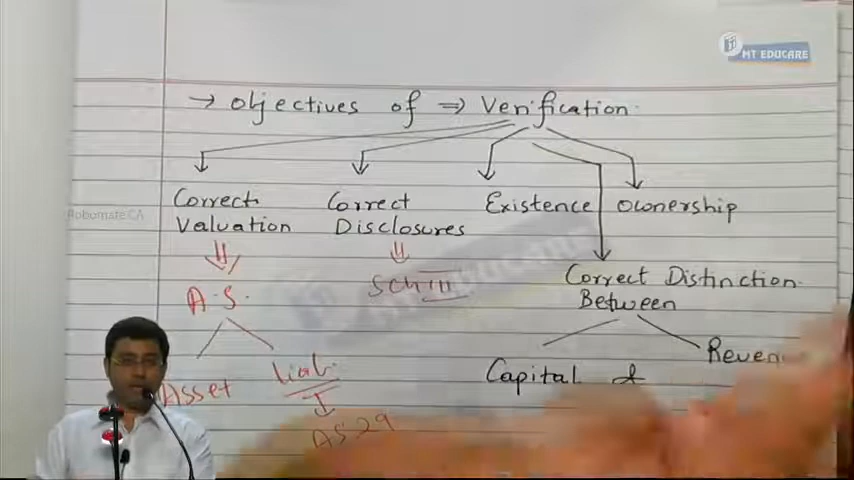 MT EDUCARE
→ Objectives of ⇒ Verification
Correct Valuation
Correct Disclosures
Existence
Ownership
RobomateCA
A.S.
Sch III
Correct Distinction Between
Asset
Liab.
AS 29
Capital &